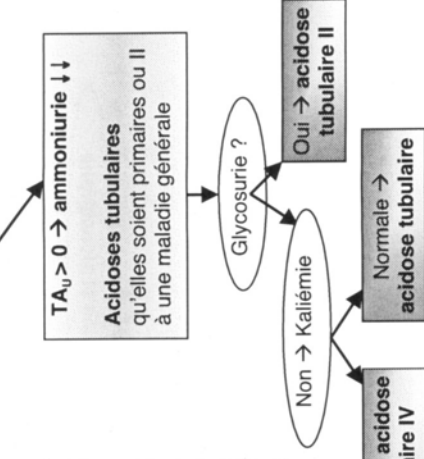 TAU > 0 → ammoniurie ↓↓
Acidoses tubulaires
qu'elles soient primaires ou II
à une maladie générale
Glycosurie ?
Oui → acidose
tubulaire II
Non → Kaliémie
Normale →
acidose tubulaire
acidose
ire IV